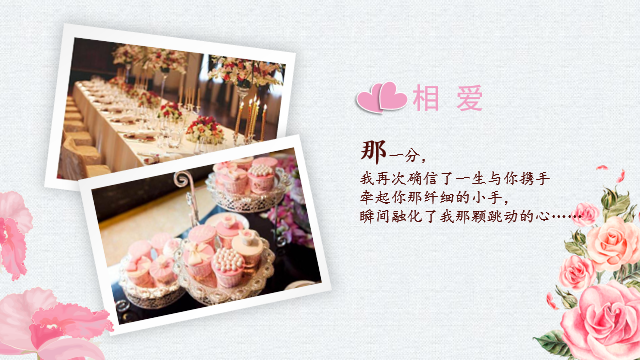 相 爱
那一分，
我再次确信了一生与你携手
牵起你那纤细的小手，
瞬间融化了我那颗跳动的心……